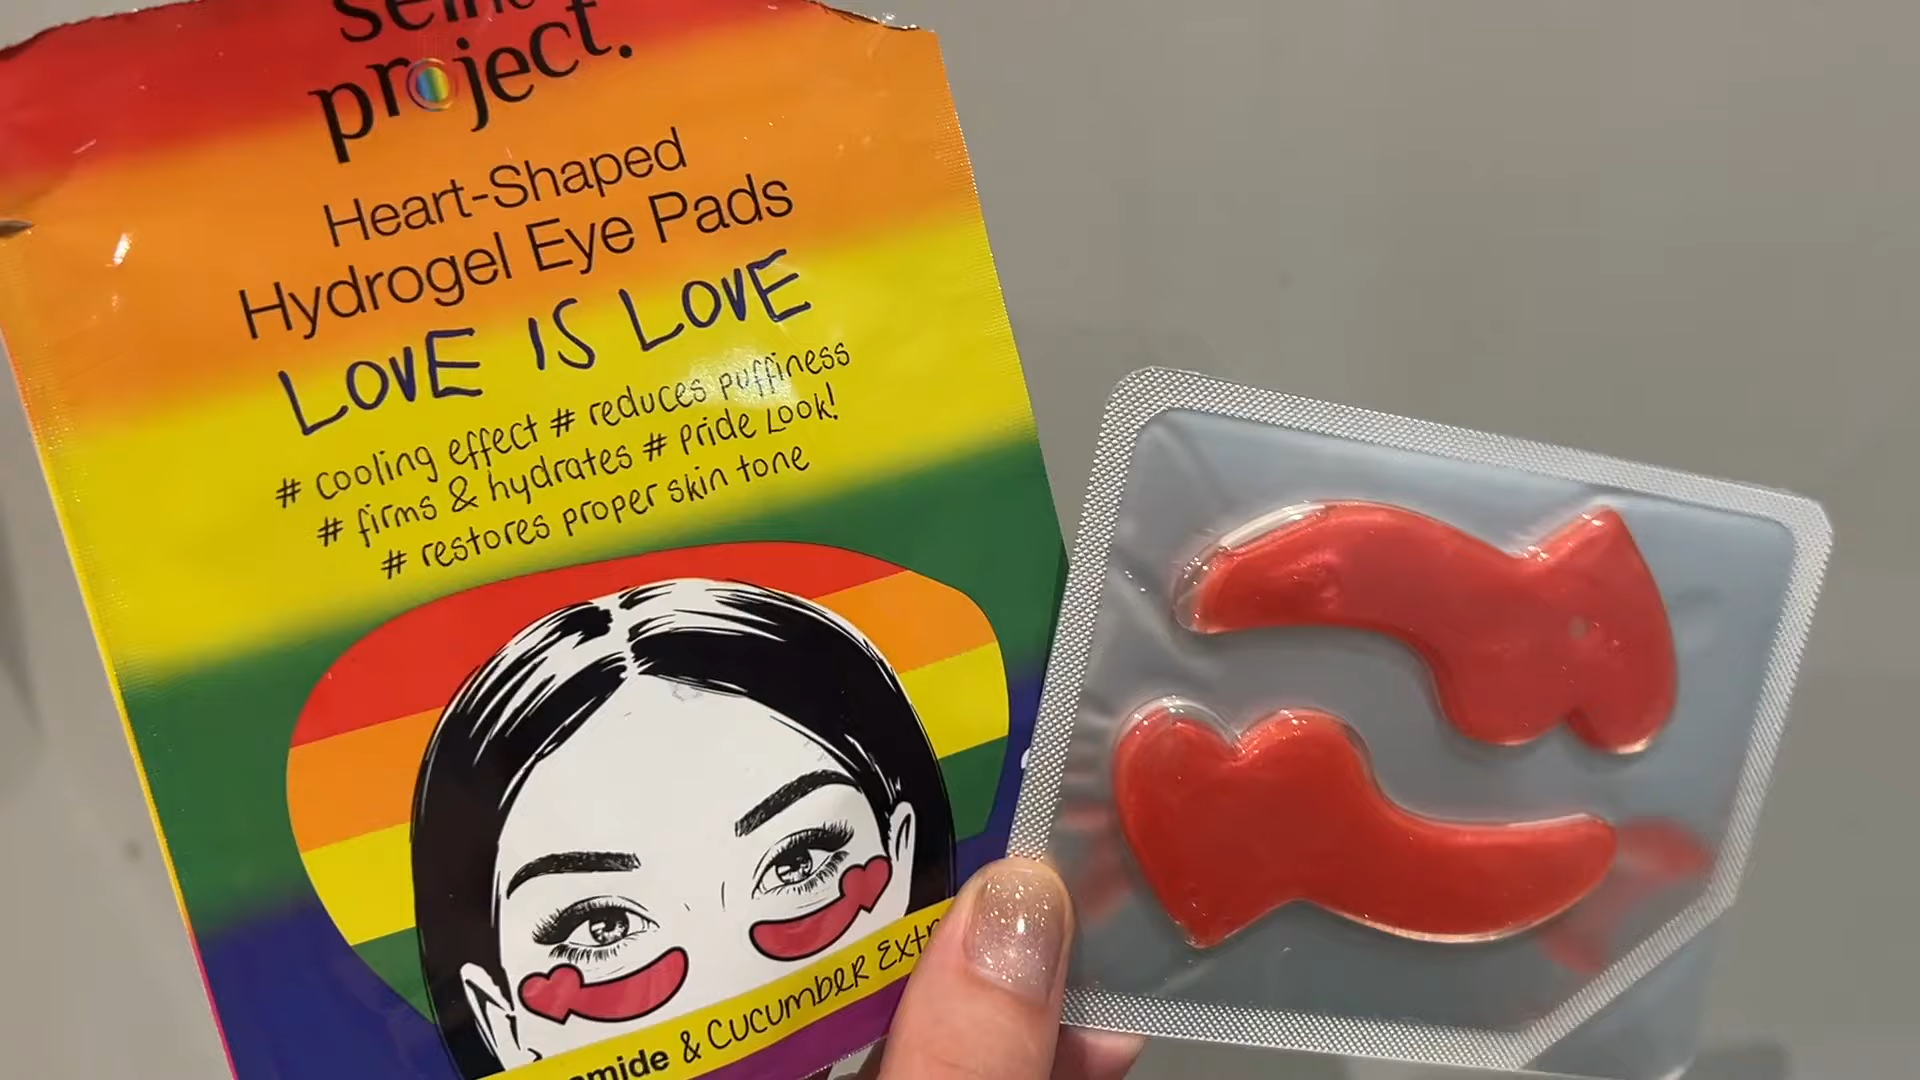 project.
Heart-Shaped
Hydrogel Eye Pads
LOVE IS LOVE
# cooling effect # reduces puffiness
# firms & hydrates # pride Look!
# restores proper skin tone
& CUCUMbER